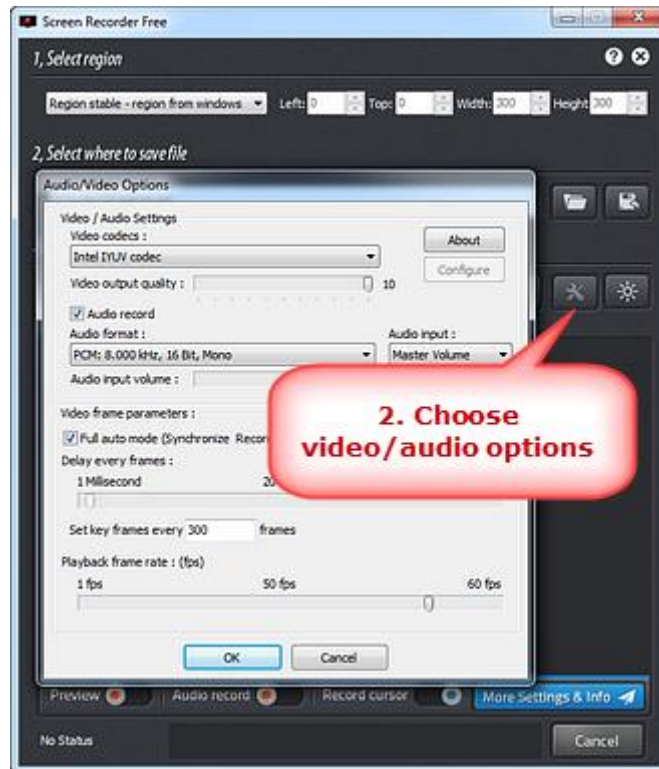 Screen Recorder Free
1, Select region
Region stable - region from windows Left: 0 Top: 0 Width: 300 Height 300
2, Select where to save file
Audio/Video Options
Video / Audio Settings
Video codecs :
Intel IYUV codec
About
Video output quality : 10
Configure
Audio record
Audio format : Audio input :
PCM: 8.000 kHz, 16 Bit, Mono Master Volume
Audio input volume :
2. Choose
video/audio options
Video frame parameters :
Full auto mode (Synchronize Recor
Delay every frames :
1 Milisecond 20
Set key frames every 300 frames
Playback frame rate : (fps)
1 fps 50 fps 60 fps
OK Cancel
Preview Audio record Record cursor More Settings & Info
No Status Cancel